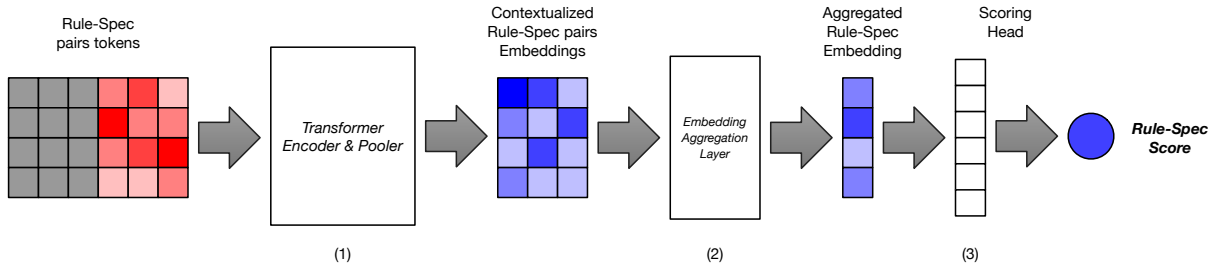 Rule-Spec
pairs tokens
Transformer
Encoder & Pooler
(1)
Contextualized
Rule-Spec pairs
Embeddings
Embedding
Aggregation
Layer
(2)
Aggregated
Rule-Spec
Embedding
Scoring
Head
(3)
Rule-Spec
Score